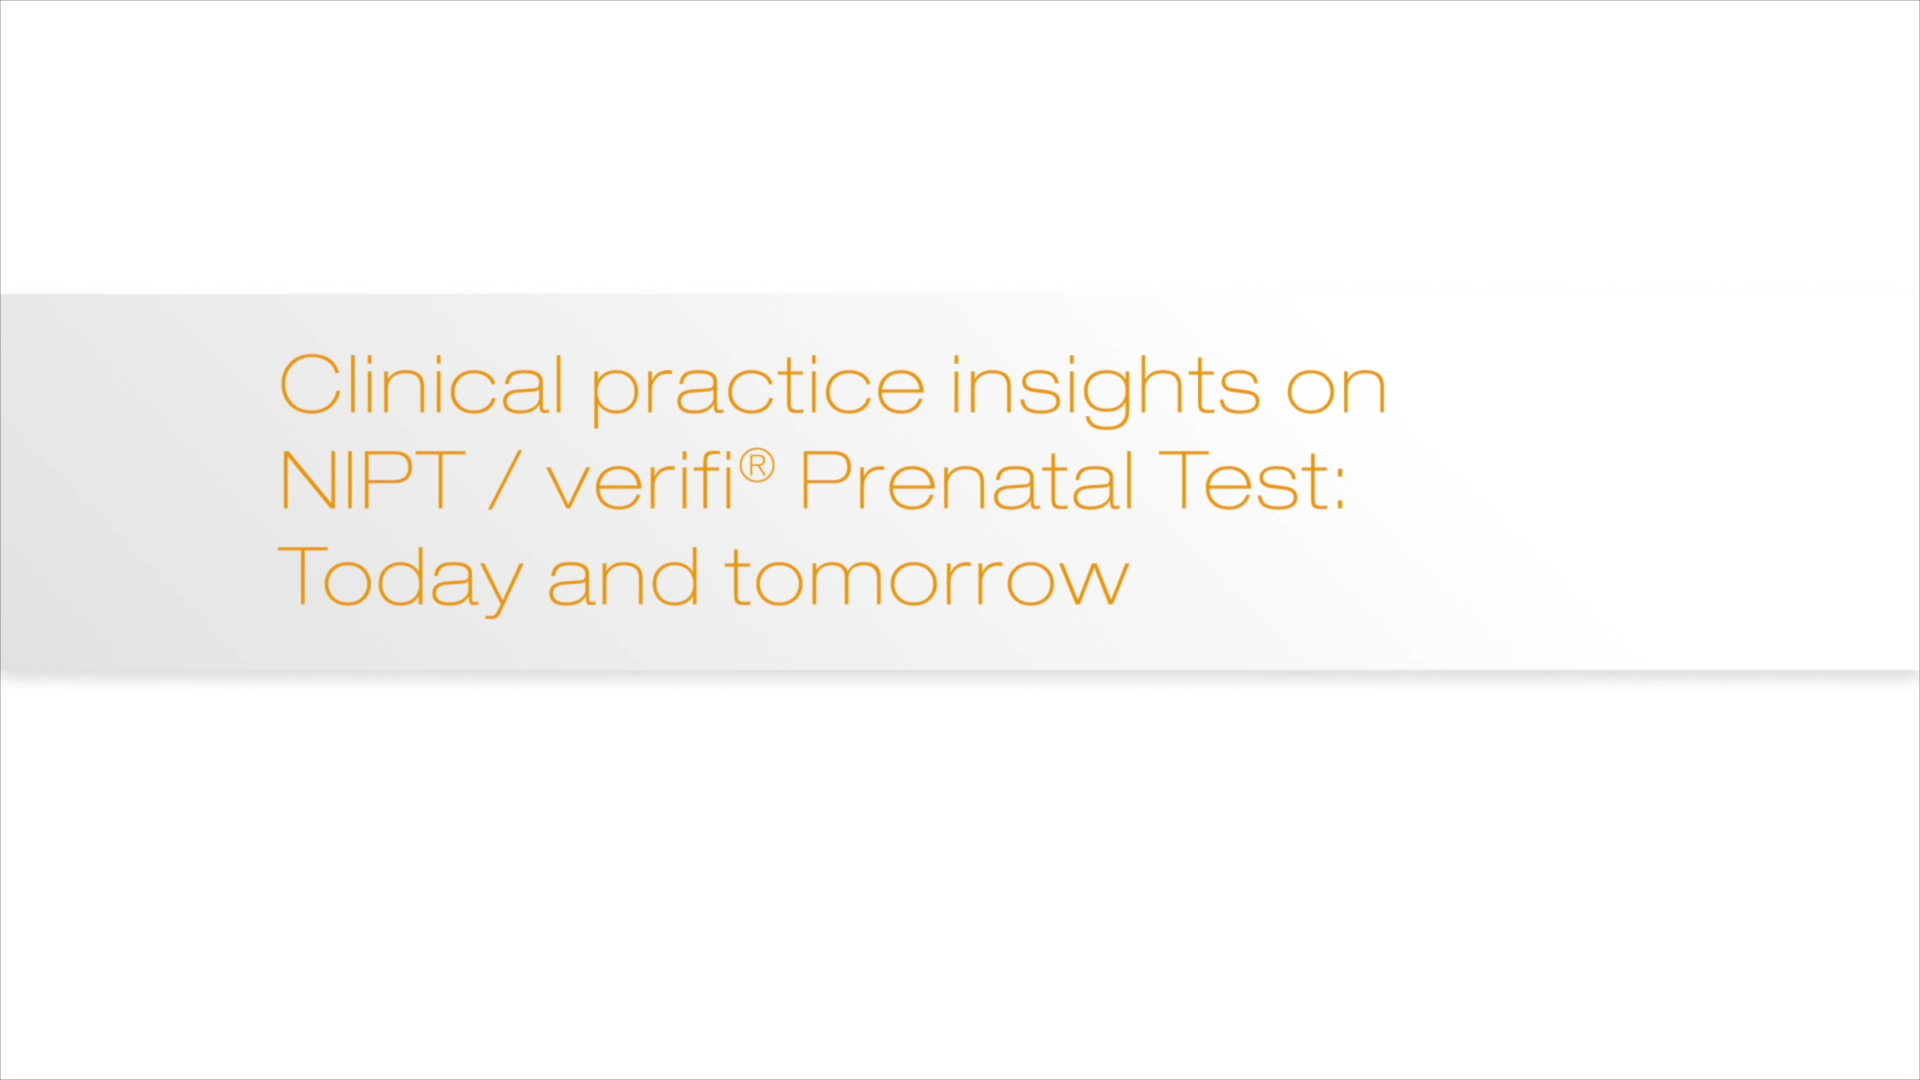 Clinical practice insights on
NIPT / verifi® Prenatal Test:
Today and tomorrow